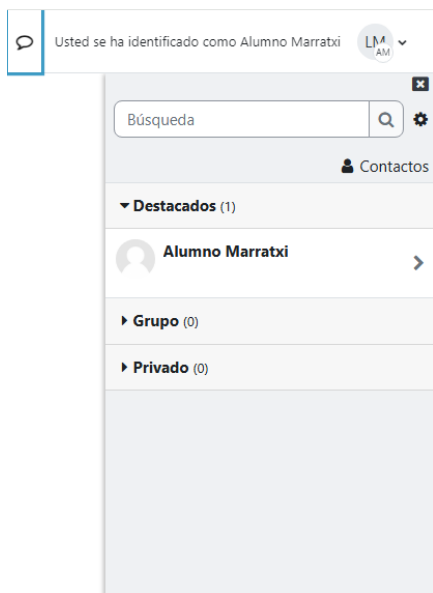 Usted se ha identificado como Alumno Marratxi LM AM
Búsqueda
Contactos
Destacados (1)
Alumno Marratxi
Grupo (0)
Privado (0)